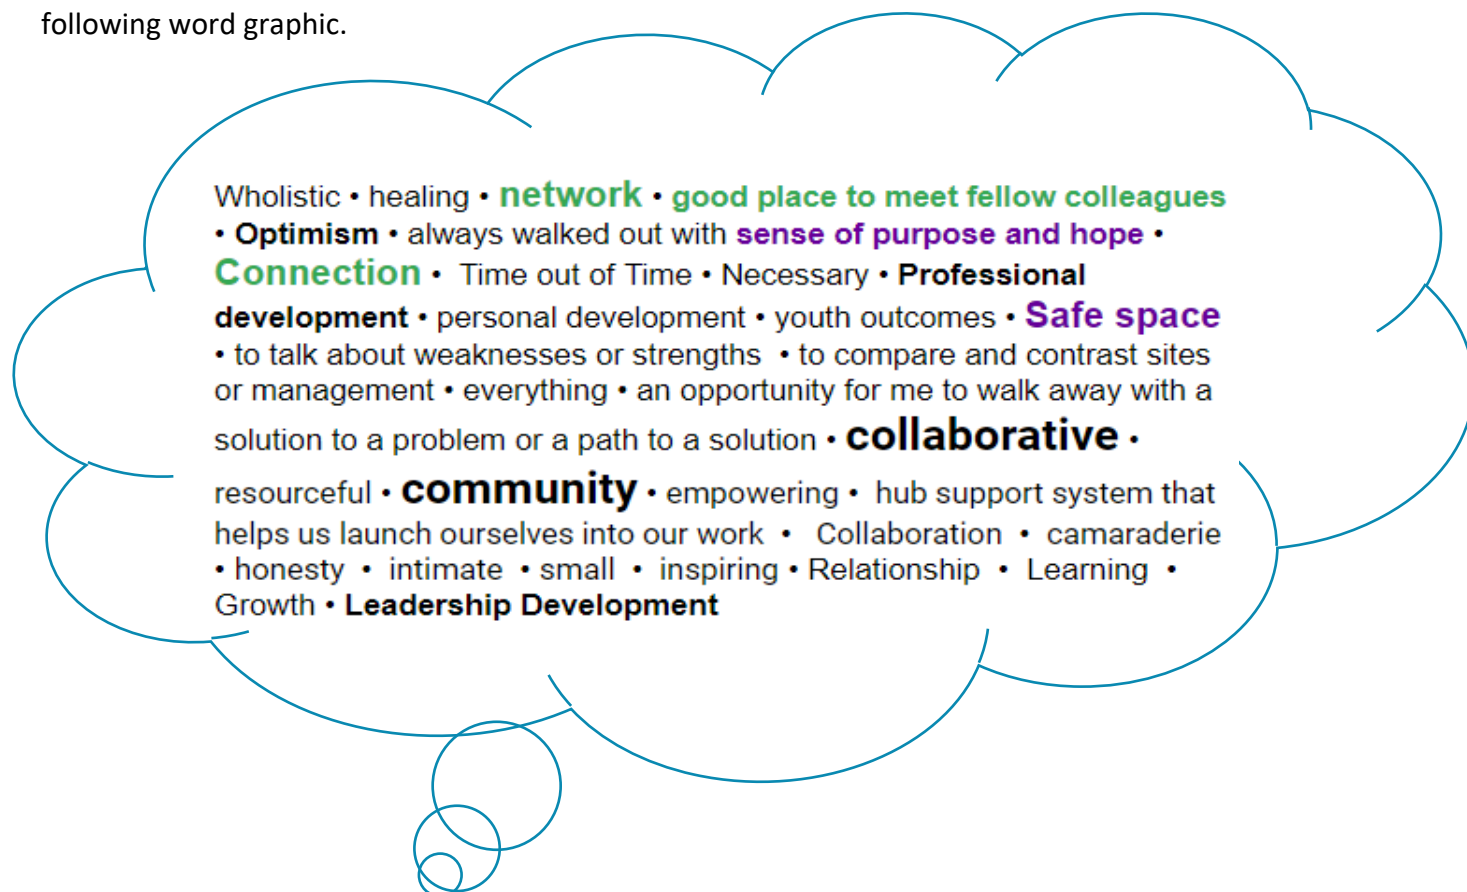 following word graphic.
Wholistic • healing • network • good place to meet fellow colleagues
• Optimism • always walked out with sense of purpose and hope •
Connection • Time out of Time • Necessary • Professional
development • personal development • youth outcomes • Safe space
• to talk about weaknesses or strengths • to compare and contrast sites
or management • everything • an opportunity for me to walk away with a
solution to a problem or a path to a solution • collaborative •
resourceful • community • empowering • hub support system that
helps us launch ourselves into our work • Collaboration • camaraderie
• honesty • intimate • small • inspiring • Relationship • Learning •
Growth • Leadership Development